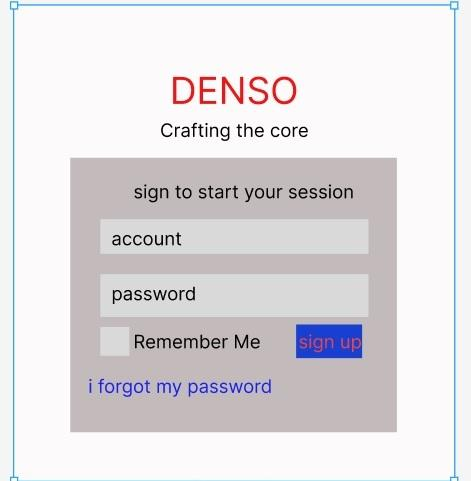 DENSO
Crafting the core
sign to start your session
account
password
Remember Me sign up
i forgot my password